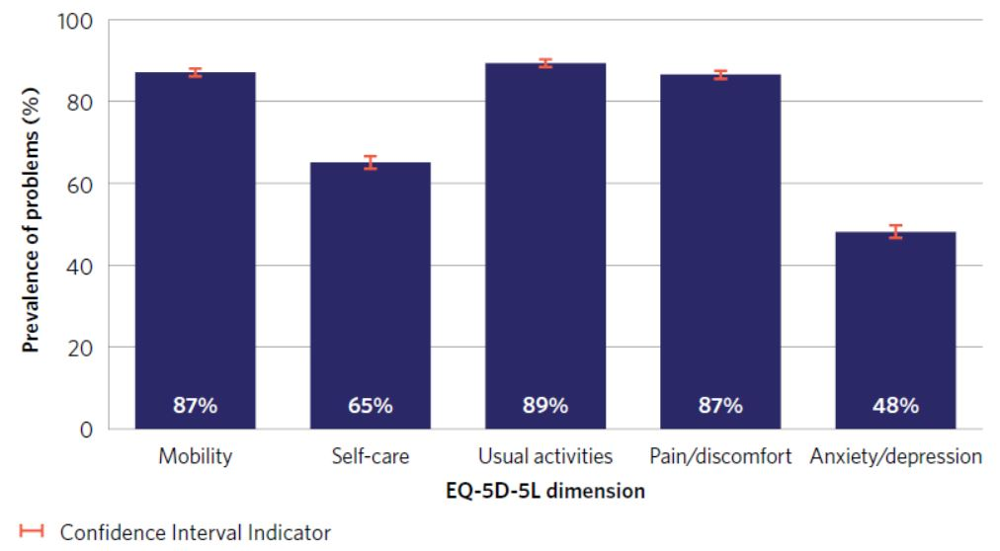 Prevalence of problems (%)
100
80
60
40
20
0
87%
65%
89%
87%
48%
Mobility
Self-care
Usual activities
Pain/discomfort
Anxiety/depression
EQ-5D-5L dimension
Confidence Interval Indicator